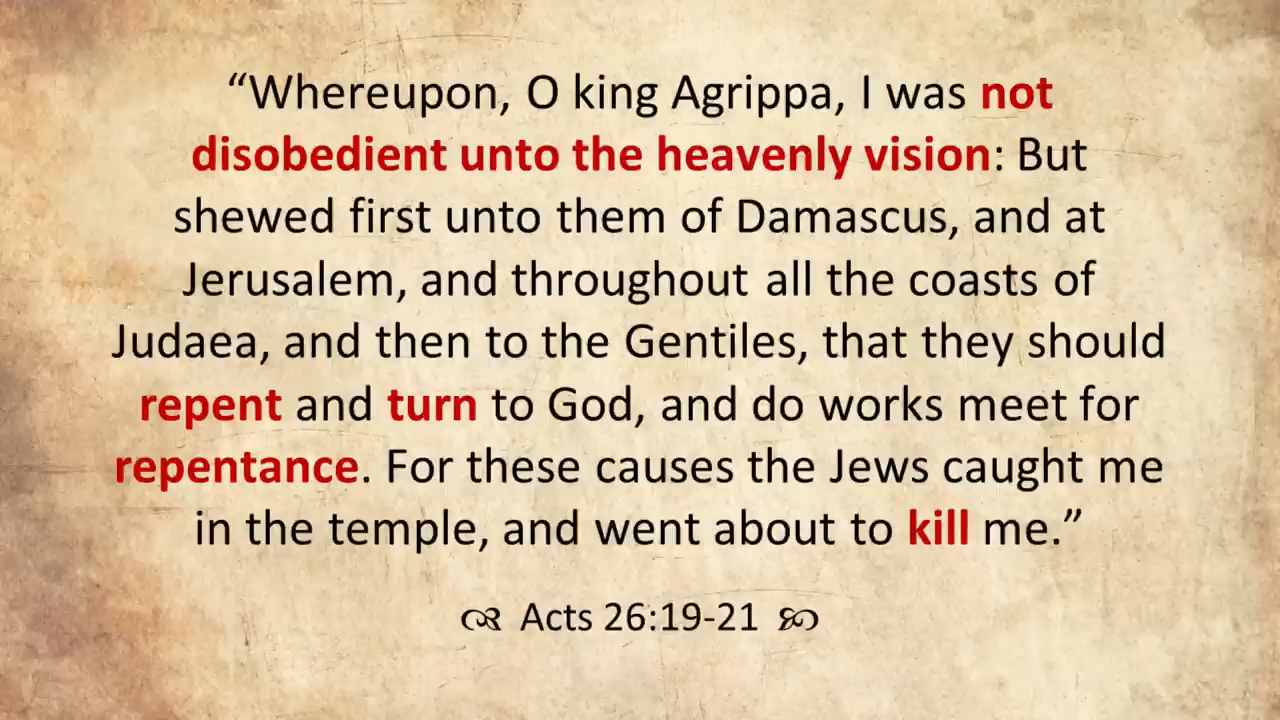 “Whereupon, O king Agrippa, I was not
disobedient unto the heavenly vision: But
shewed first unto them of Damascus, and at
Jerusalem, and throughout all the coasts of
Judaea, and then to the Gentiles, that they should
repent and turn to God, and do works meet for
repentance. For these causes the Jews caught me
in the temple, and went about to kill me.”
Acts 26:19-21